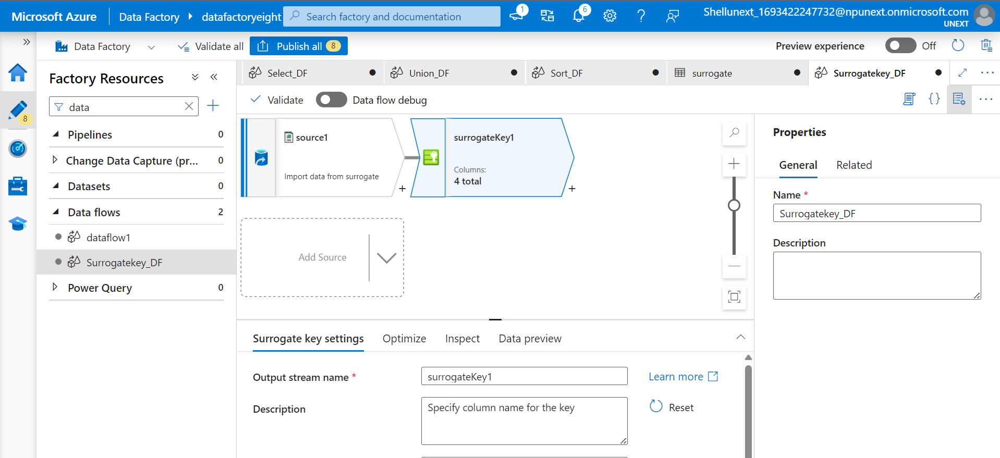 Microsoft Azure
Data Factory
datafactoryeight
Search factory and documentation
1
6
Shellunext_1693422247732@npunext.onmicrosoft.com
UNEXT
Data Factory
Validate all
Publish all 8
Preview experience
Off
Factory Resources
data
8
Pipelines 0
Change Data Capture (pr... 0
Datasets 0
Data flows 2
dataflow1
Surrogatekey_DF
Power Query 0
Select_DF
Union_DF
Sort_DF
surrogate
Surrogatekey_DF
Validate
Data flow debug
source1
CSV
Import data from surrogate
+
surrogateKey1
Columns:
4 total
+
Add Source
Surrogate key settings
Optimize
Inspect
Data preview
Output stream name *
surrogateKey1
Learn more
Description
Specify column name for the key
Reset
Properties
General
Related
Name *
Surrogatekey_DF
Description